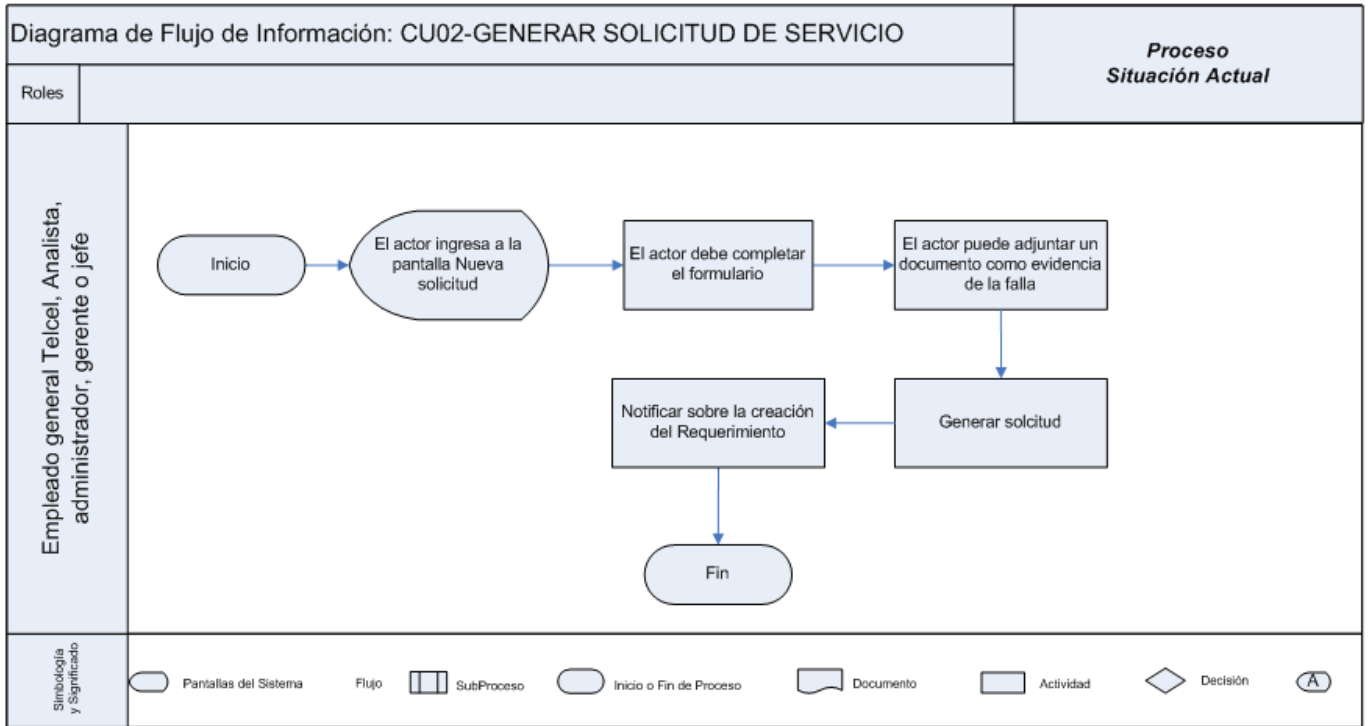 Diagrama de Flujo de Información: CU02-GENERAR SOLICITUD DE SERVICIO
Proceso
Situación Actual
Roles
Empleado general Telcel, Analista,
administrador, gerente o jefe
Inicio
El actor ingresa a la
pantalla Nueva
solicitud
El actor debe completar
el formulario
El actor puede adjuntar un
documento como evidencia
de la falla
Notificar sobre la creación
del Requerimiento
Generar solcitud
Fin
Simbología
y Significado
Pantallas del Sistema
Flujo
SubProceso
Inicio o Fin de Proceso
Documento
Actividad
Decisión
A